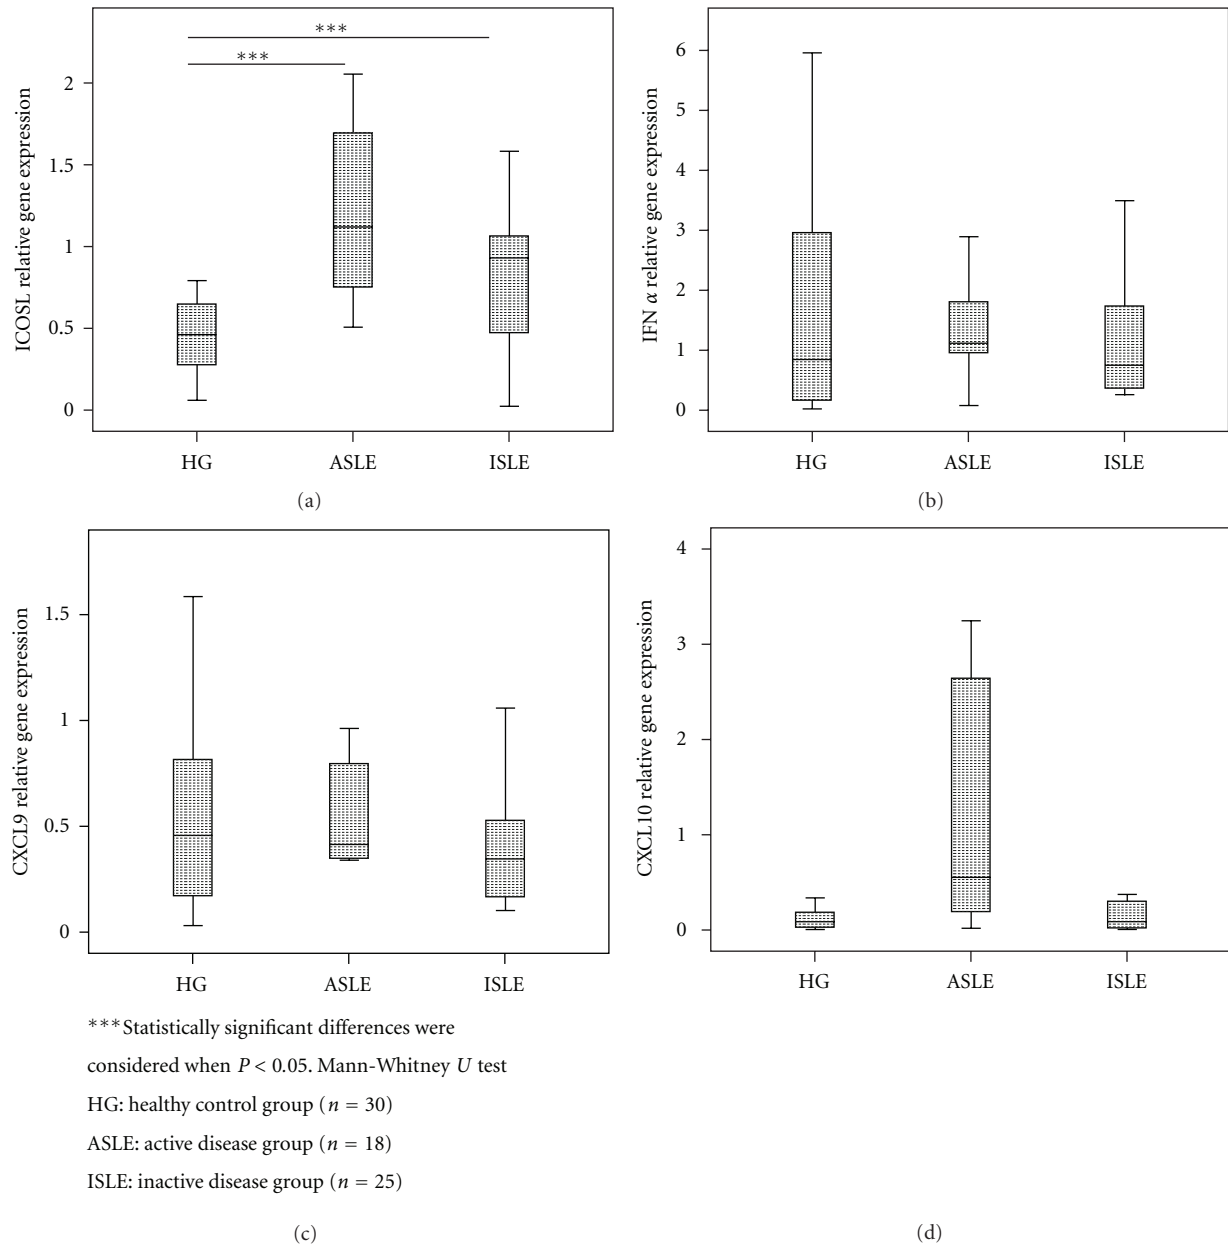 ***
***
2
1.5
1
0.5
0
ICOSL relative gene expression
HG ASLE ISLE
(a)
6
5
4
3
2
1
0
IFN α relative gene expression
HG ASLE ISLE
(b)
1.5
1
0.5
0
CXCL9 relative gene expression
HG ASLE ISLE
***Statistically significant differences were
considered when P < 0.05. Mann-Whitney U test
HG: healthy control group (n = 30)
ASLE: active disease group (n = 18)
ISLE: inactive disease group (n = 25)
(c)
4
3
2
1
0
CXCL10 relative gene expression
HG ASLE ISLE
(d)